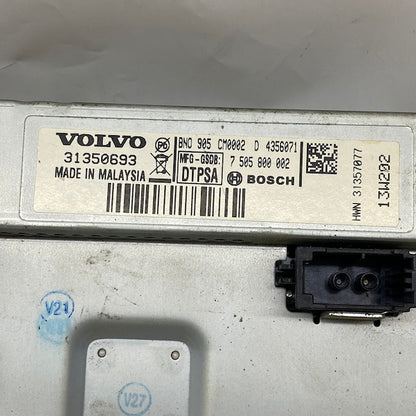 VOLVO
31350693
MADE IN MALAYSIA
BNO 905 CM0002 D 4356071
MFG-GSDB: 7 505 800 002
DTPSA BOSCH
HWN 31357077
13W202
V21
V27